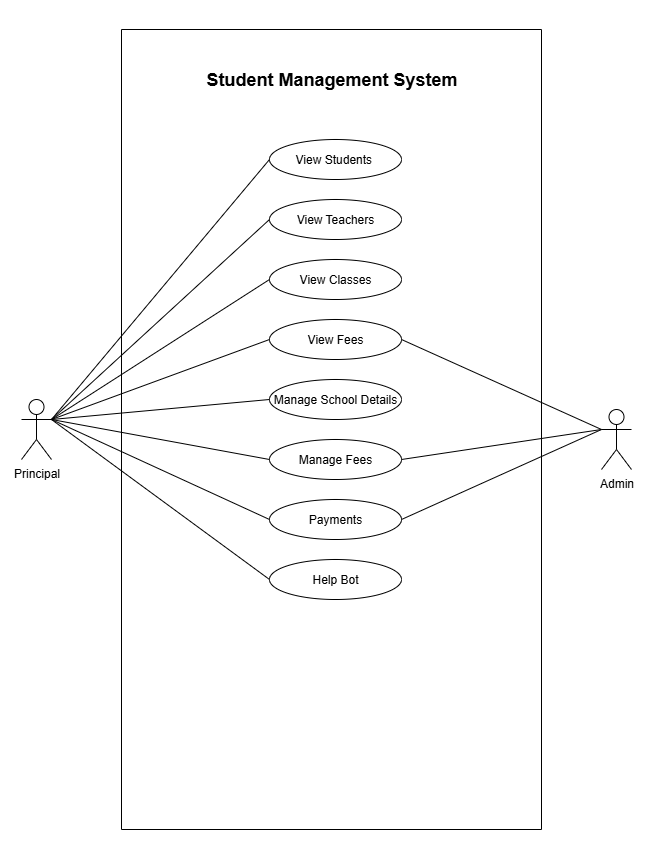 Student Management System
View Students
View Teachers
View Classes
View Fees
Manage School Details
Manage Fees
Payments
Help Bot
Principal
Admin